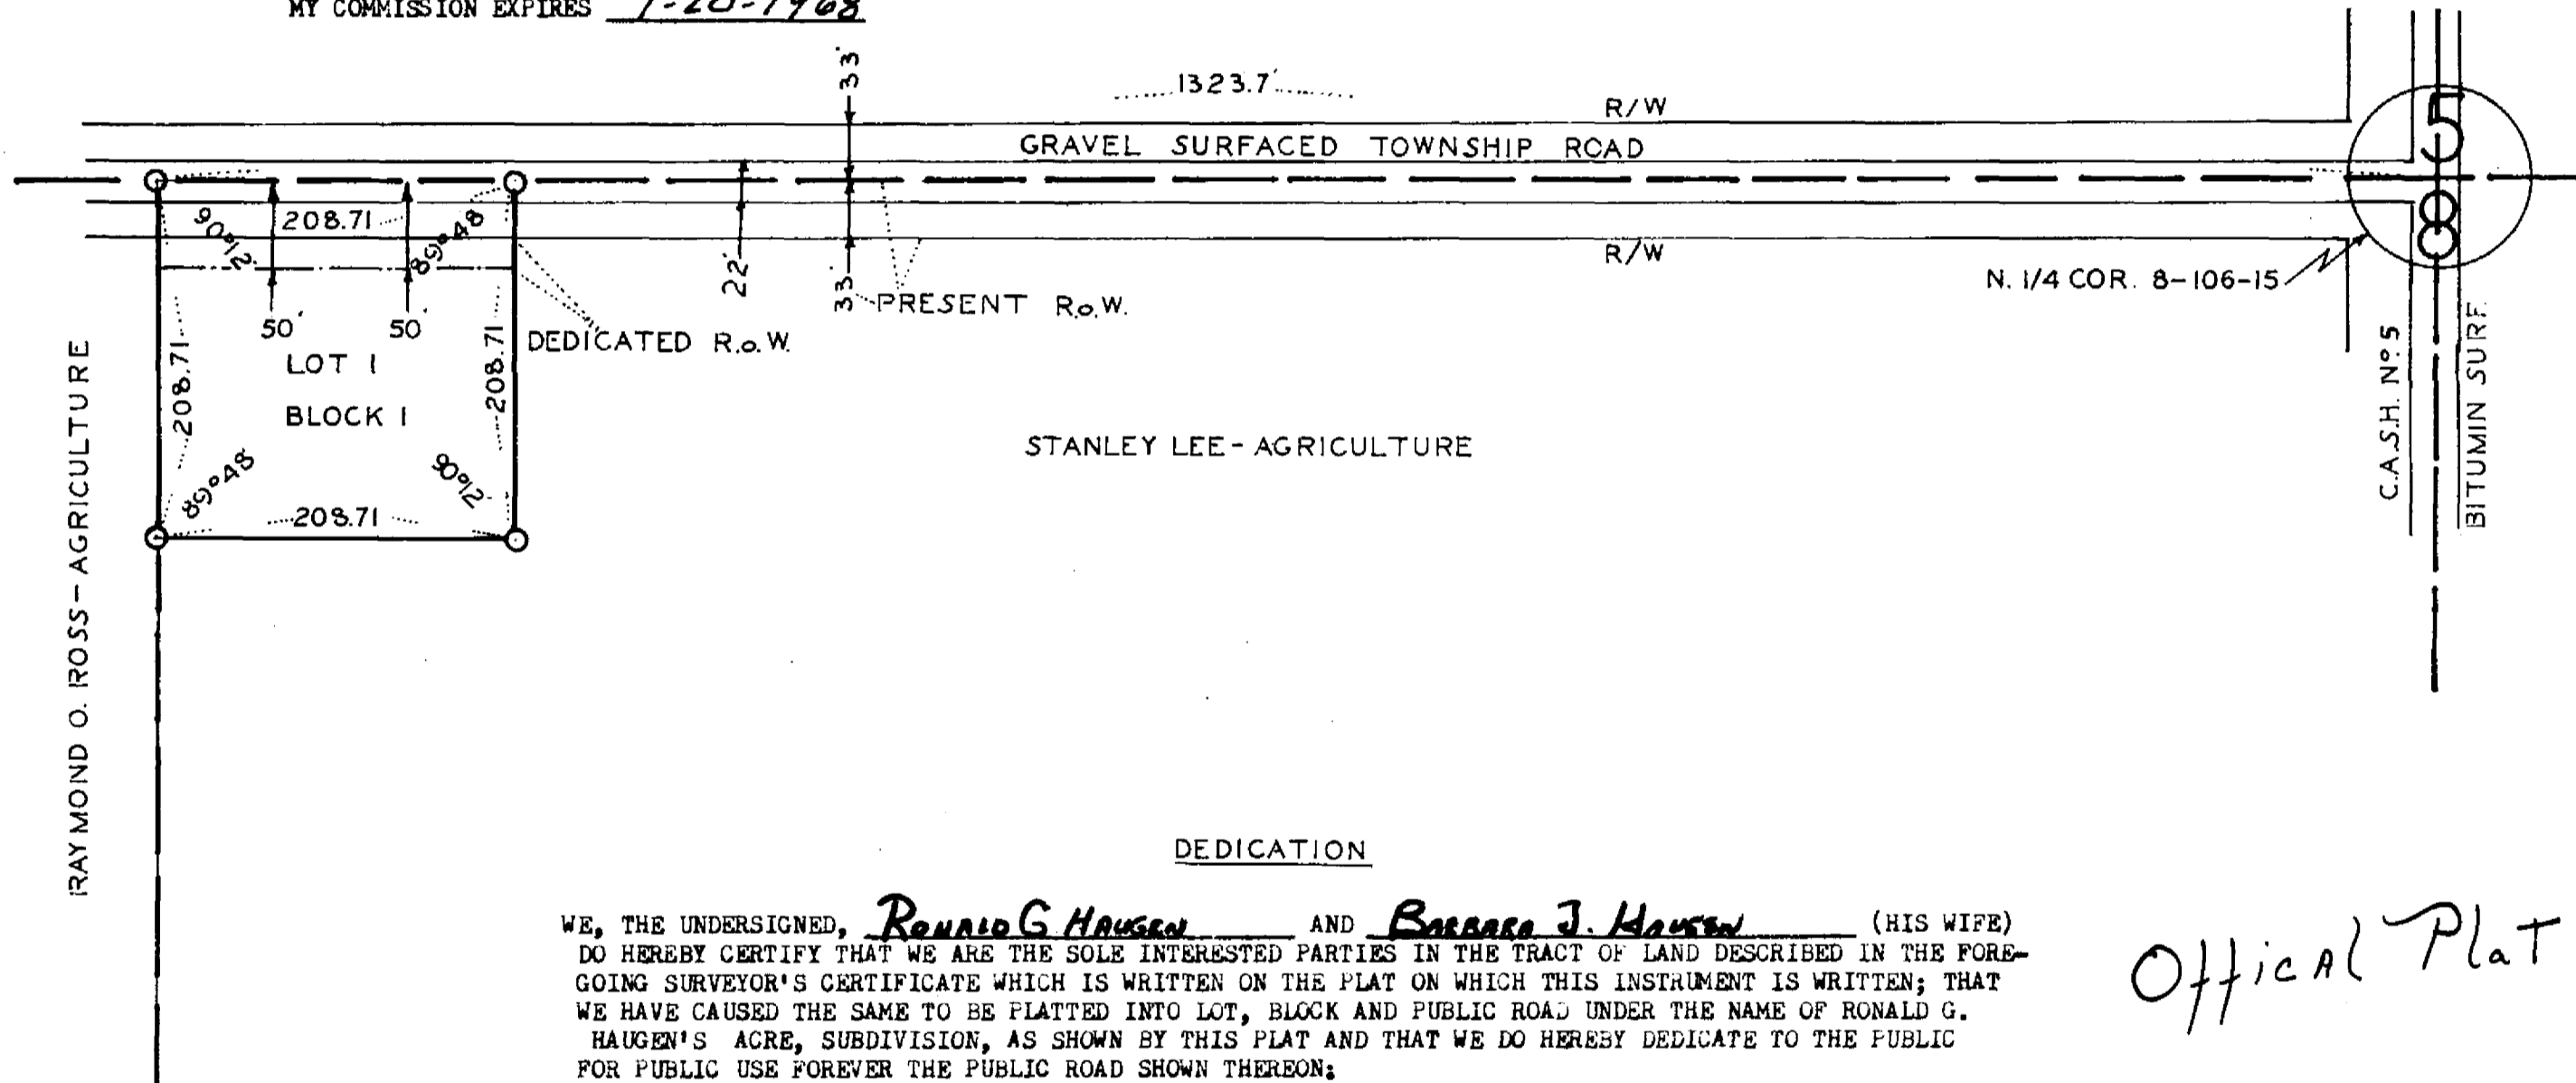 MY COMMISSION EXPIRES 9-20-1968
33'
1323.7'
R/W
GRAVEL SURFACED TOWNSHIP ROAD
5
8
208.71
90°12'
89°48'
R/W
N. 1/4 COR. 8-106-15
22'
33'
PRESENT R.o.W.
50'
50'
DEDICATED R.o.W.
208.71
208.71
LOT 1
BLOCK 1
89°48'
90°12'
208.71
RAYMOND O. ROSS-AGRICULTURE
STANLEY LEE-AGRICULTURE
C.A.S.H. Nº 5
BITUMIN SURF.
DEDICATION
WE, THE UNDERSIGNED, RONALD G HAUGEN AND BARBARA J. HAUGEN (HIS WIFE)
DO HEREBY CERTIFY THAT WE ARE THE SOLE INTERESTED PARTIES IN THE TRACT OF LAND DESCRIBED IN THE FORE-
GOING SURVEYOR'S CERTIFICATE WHICH IS WRITTEN ON THE PLAT ON WHICH THIS INSTRUMENT IS WRITTEN; THAT
WE HAVE CAUSED THE SAME TO BE PLATTED INTO LOT, BLOCK AND PUBLIC ROAD UNDER THE NAME OF RONALD G.
HAUGEN'S ACRE, SUBDIVISION, AS SHOWN BY THIS PLAT AND THAT WE DO HEREBY DEDICATE TO THE PUBLIC
FOR PUBLIC USE FOREVER THE PUBLIC ROAD SHOWN THEREON:
Offical Plat